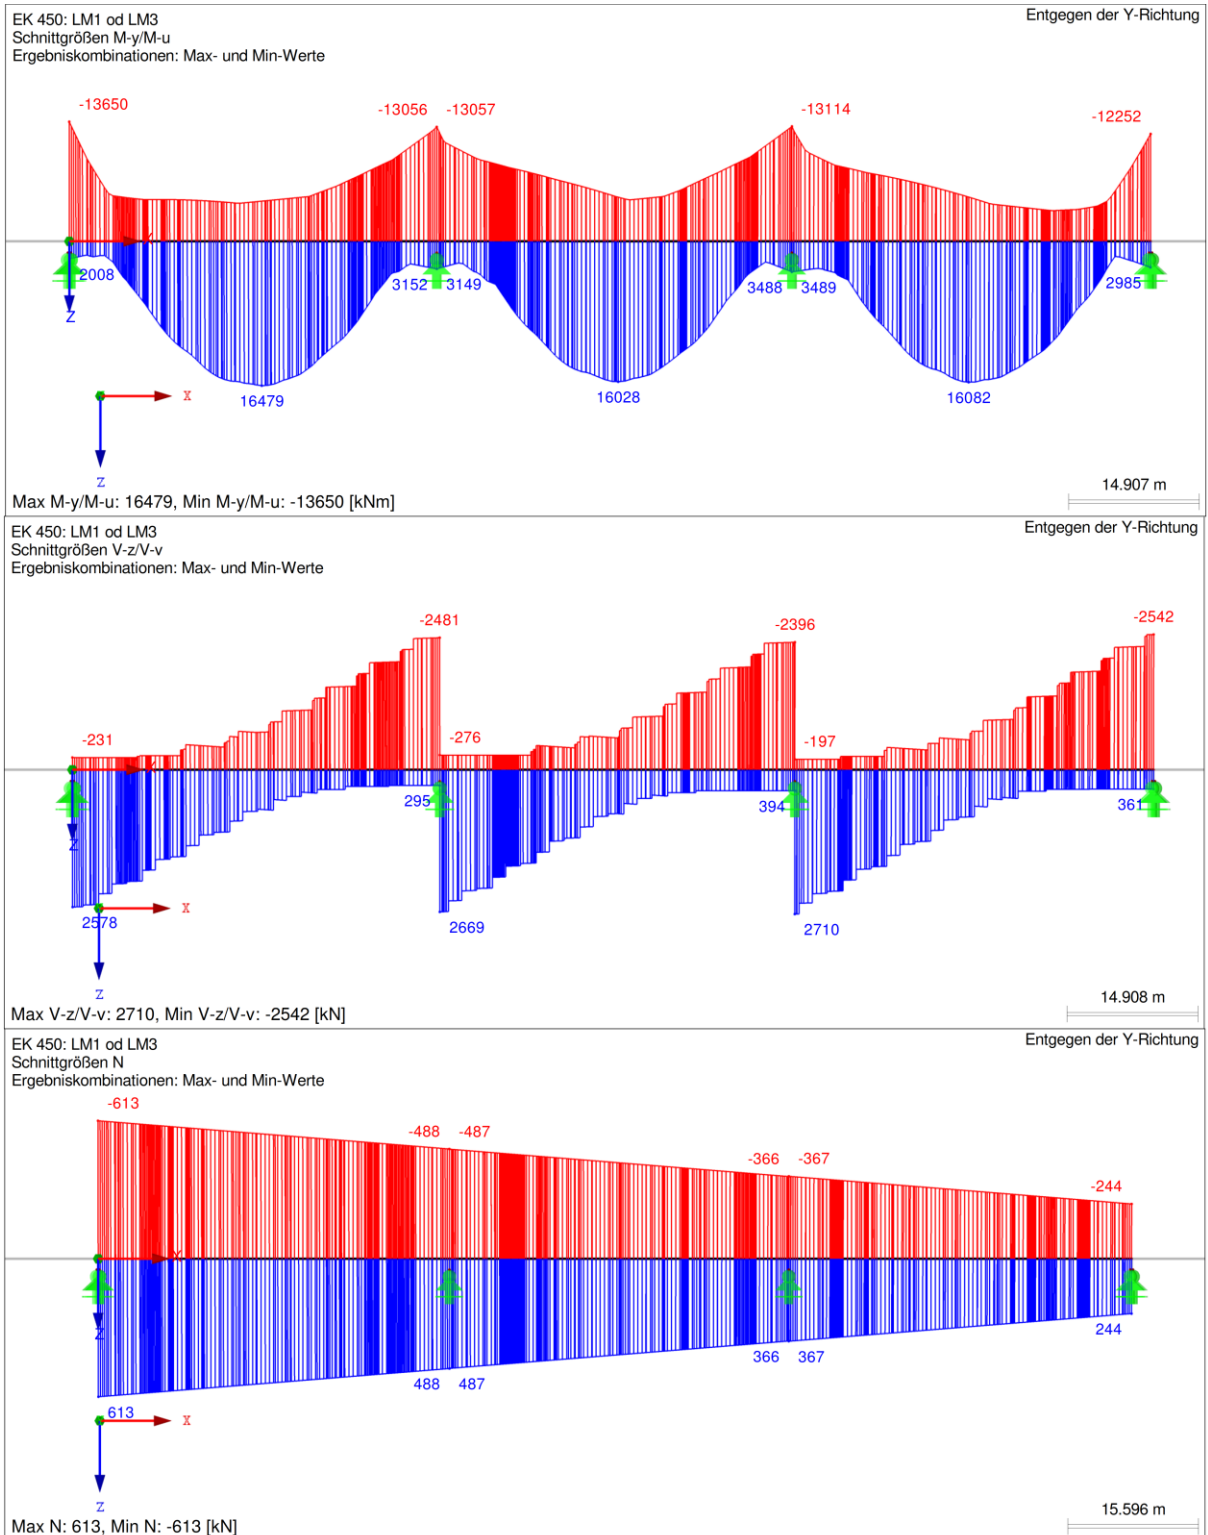 EK 450: LM1 od LM3
Entgegen der Y-Richtung
Schnittgrößen M-y/M-u
Ergebniskombinationen: Max- und Min-Werte
-13650
-13056 -13057
-13114
-12252
2008
3152 3149
3488 3489
2985
Z
16479
16028
16082
X
Z
14.907 m
Max M-y/M-u: 16479, Min M-y/M-u: -13650 [kNm]
EK 450: LM1 od LM3
Entgegen der Y-Richtung
Schnittgrößen V-z/V-v
Ergebniskombinationen: Max- und Min-Werte
-2481
-2396
-2542
-231
-276
-197
295
394
361
Z
X
2578
2669
2710
Z
14.908 m
Max V-z/V-v: 2710, Min V-z/V-v: -2542 [kN]
EK 450: LM1 od LM3
Entgegen der Y-Richtung
Schnittgrößen N
Ergebniskombinationen: Max- und Min-Werte
-613
-488 -487
-366 -367
-244
Z
366 367
244
488 487
613
X
Z
15.596 m
Max N: 613, Min N: -613 [kN]